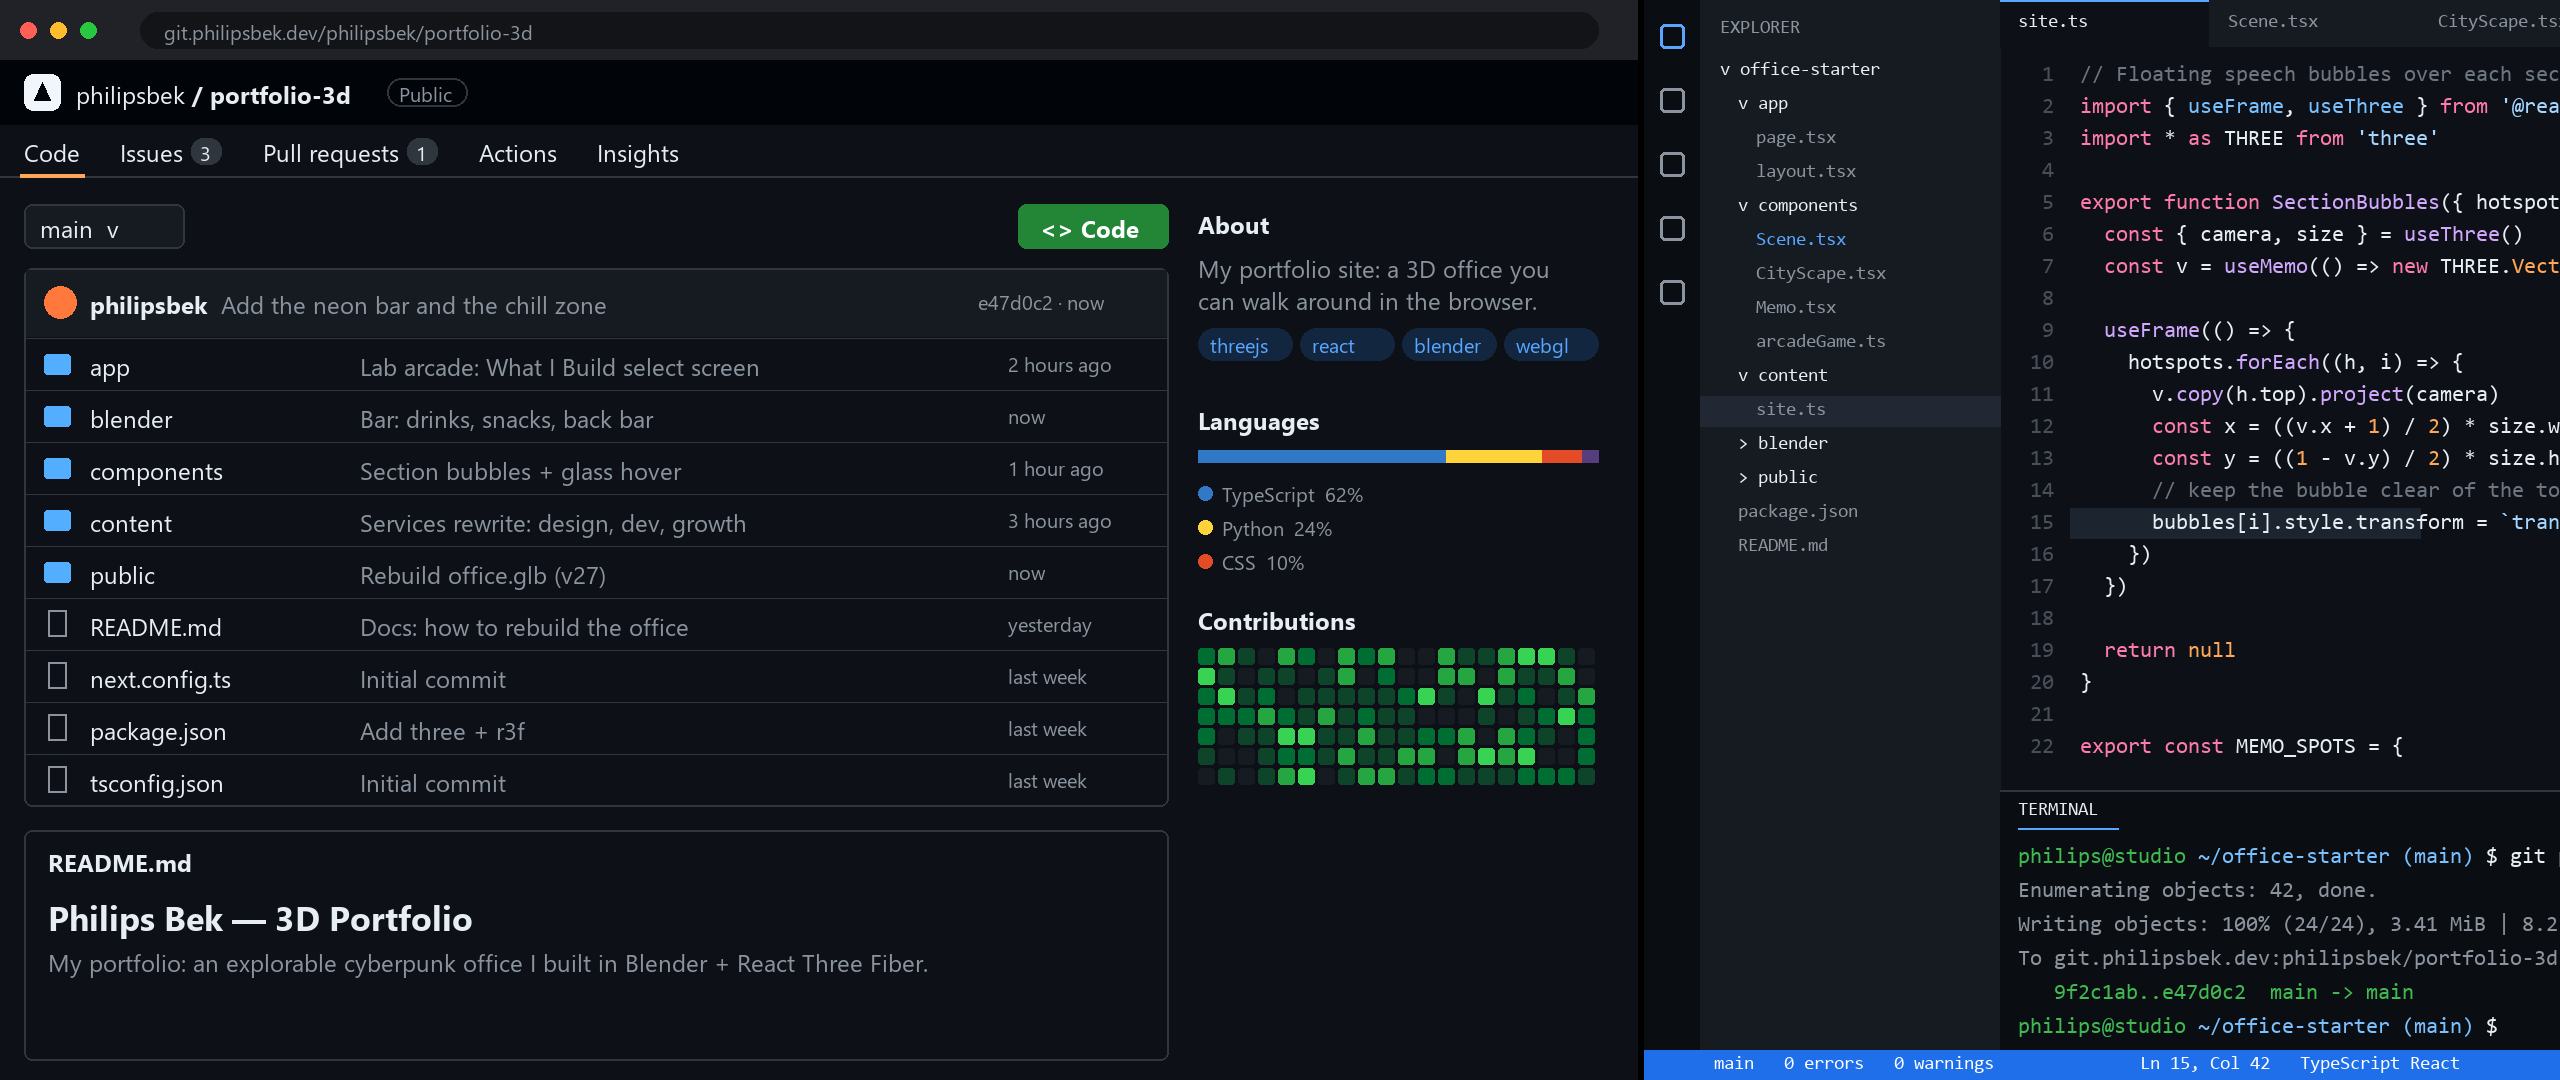 git.philipsbek.dev/philipsbek/portfolio-3d
philipsbek / portfolio-3d Public
Code Issues 3 Pull requests 1 Actions Insights
main v
<> Code
philipsbek Add the neon bar and the chill zone e47d0c2 · now
app Lab arcade: What I Build select screen 2 hours ago
blender Bar: drinks, snacks, back bar now
components Section bubbles + glass hover 1 hour ago
content Services rewrite: design, dev, growth 3 hours ago
public Rebuild office.glb (v27) now
README.md Docs: how to rebuild the office yesterday
next.config.ts Initial commit last week
package.json Add three + r3f last week
tsconfig.json Initial commit last week
README.md
Philips Bek — 3D Portfolio
My portfolio: an explorable cyberpunk office I built in Blender + React Three Fiber.
About
My portfolio site: a 3D office you
can walk around in the browser.
threejs react blender webgl
Languages
TypeScript 62%
Python 24%
CSS 10%
Contributions
EXPLORER
v office-starter
v app
page.tsx
layout.tsx
v components
Scene.tsx
CityScape.tsx
Memo.tsx
arcadeGame.ts
v content
site.ts
> blender
> public
package.json
README.md
site.ts Scene.tsx CityScape.ts
1 // Floating speech bubbles over each sec
2 import { useFrame, useThree } from '@rea
3 import * as THREE from 'three'
4
5 export function SectionBubbles({ hotspot
6 const { camera, size } = useThree()
7 const v = useMemo(() => new THREE.Vect
8
9 useFrame(() => {
10 hotspots.forEach((h, i) => {
11 v.copy(h.top).project(camera)
12 const x = ((v.x + 1) / 2) * size.w
13 const y = ((1 - v.y) / 2) * size.h
14 // keep the bubble clear of the to
15 bubbles[i].style.transform = `tran
16 })
17 })
18
19 return null
20 }
21
22 export const MEMO_SPOTS = {
TERMINAL
philips@studio ~/office-starter (main) $ git
Enumerating objects: 42, done.
Writing objects: 100% (24/24), 3.41 MiB | 8.2
To git.philipsbek.dev:philipsbek/portfolio-3d
9f2c1ab..e47d0c2 main -> main
philips@studio ~/office-starter (main) $
main 0 errors 0 warnings Ln 15, Col 42 TypeScript React